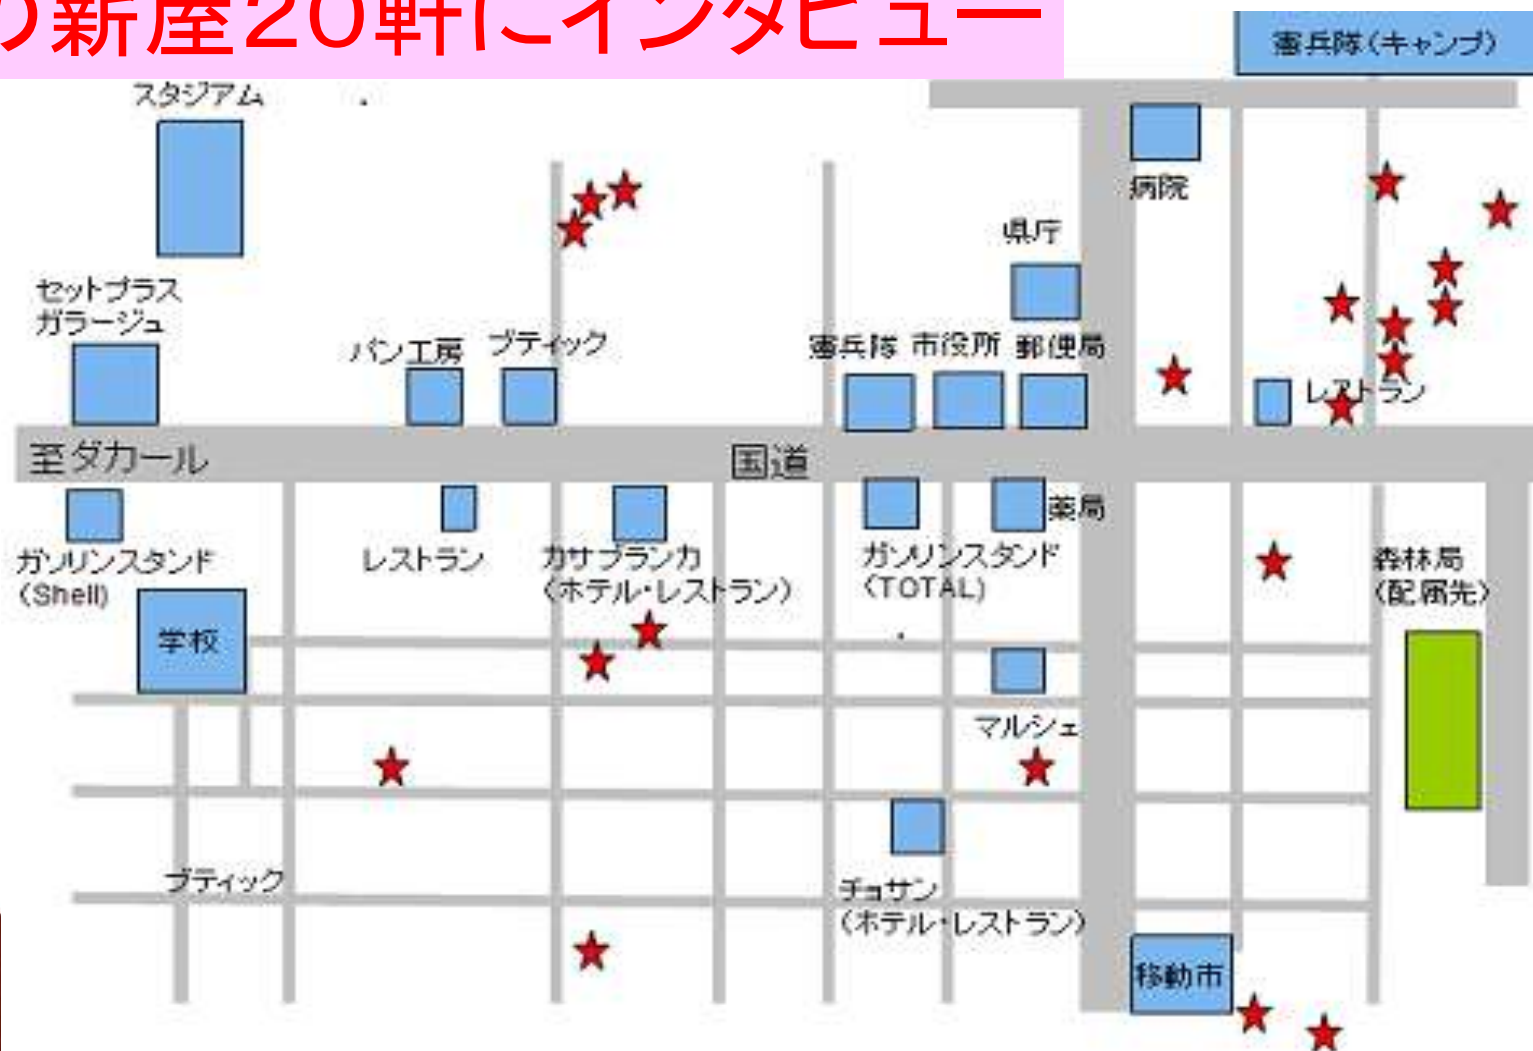 の新屋20軒にインタビュー
憲兵隊(キャンプ)
スタジアム
病院
県庁
セットプラス
ガラージュ
パン工房
ブティック
憲兵隊
市役所
郵便局
レストラン
至ダカール
国道
薬局
ガソリンスタンド
(Shell)
レストラン
カサブランカ
(ホテル・レストラン)
ガソリンスタンド
(TOTAL)
森林局
(配属先)
学校
マルシェ
ブティック
チョサン
(ホテル・レストラン)
移動市